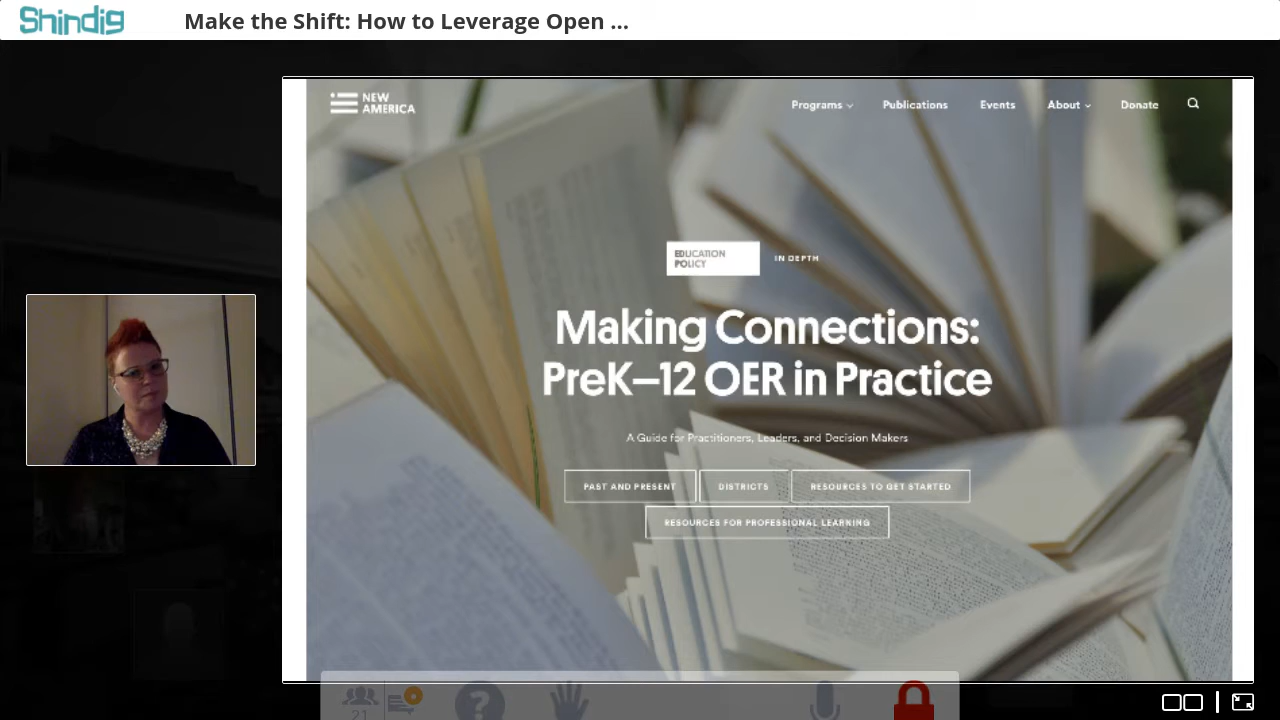 Shindig
Make the Shift: How to Leverage Open ...
NEW
AMERICA
Programs
Publications
Events
About
Donate
EDUCATION
POLICY
IN DEPTH
Making Connections:
PreK–12 OER in Practice
A Guide for Practitioners, Leaders, and Decision Makers
PAST AND PRESENT
DISTRICTS
RESOURCES TO GET STARTED
RESOURCES FOR PROFESSIONAL LEARNING
21